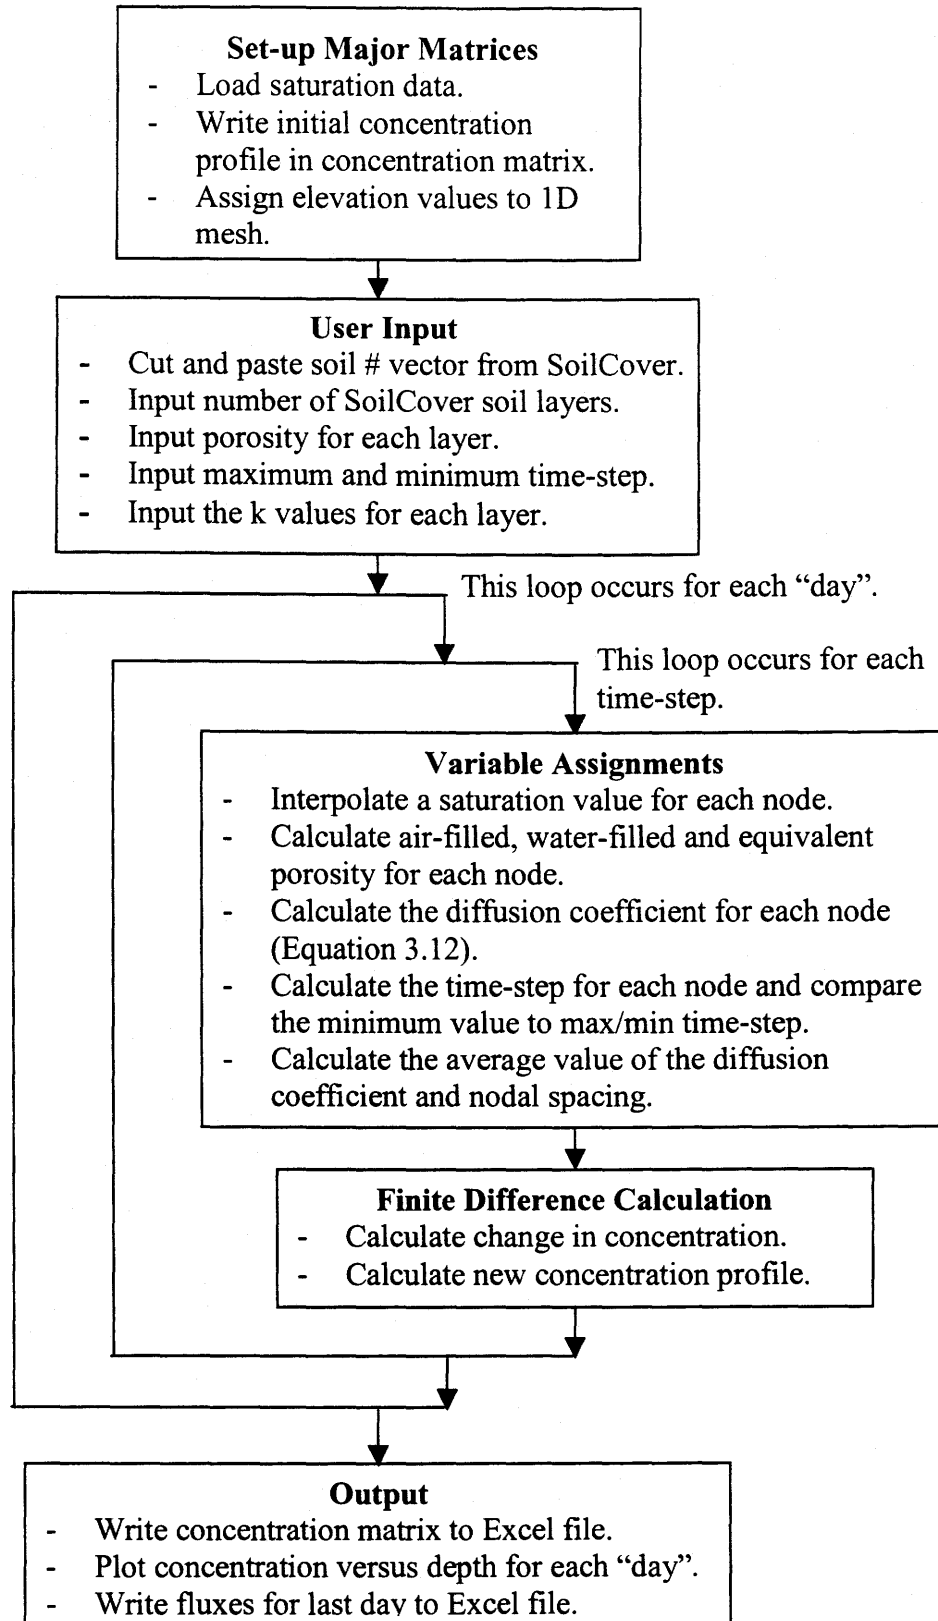 Set-up Major Matrices
- Load saturation data.
- Write initial concentration
profile in concentration matrix.
- Assign elevation values to 1D
mesh.
User Input
- Cut and paste soil # vector from SoilCover.
- Input number of SoilCover soil layers.
- Input porosity for each layer.
- Input maximum and minimum time-step.
- Input the k values for each layer.
This loop occurs for each “day”.
This loop occurs for each
time-step.
Variable Assignments
- Interpolate a saturation value for each node.
- Calculate air-filled, water-filled and equivalent
porosity for each node.
- Calculate the diffusion coefficient for each node
(Equation 3.12).
- Calculate the time-step for each node and compare
the minimum value to max/min time-step.
- Calculate the average value of the diffusion
coefficient and nodal spacing.
Finite Difference Calculation
- Calculate change in concentration.
- Calculate new concentration profile.
Output
- Write concentration matrix to Excel file.
- Plot concentration versus depth for each “day”.
- Write fluxes for last day to Excel file.